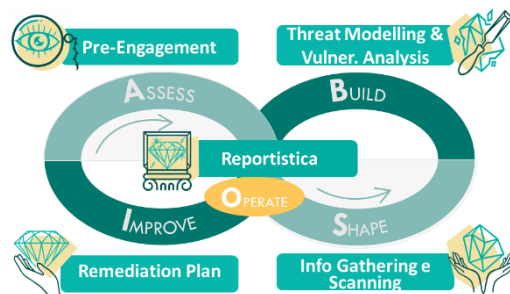 Pre-Engagement
Threat Modelling &
Vulner. Analysis
ASSESS
BUILD
Reportistica
OPERATE
IMPROVE
SHAPE
Remediation Plan
Info Gathering e
Scanning